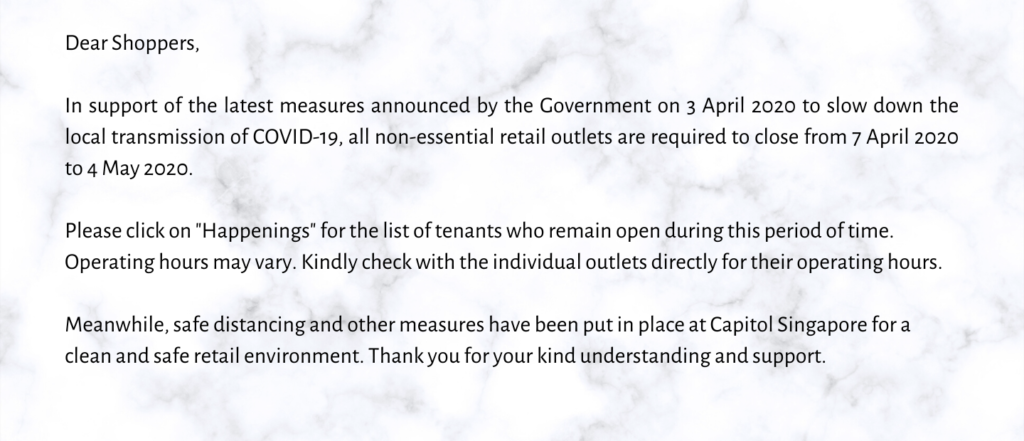 Dear Shoppers,
In support of the latest measures announced by the Government on 3 April 2020 to slow down the
local transmission of COVID-19, all non-essential retail outlets are required to close from 7 April 2020
to 4 May 2020.
Please click on "Happenings" for the list of tenants who remain open during this period of time.
Operating hours may vary. Kindly check with the individual outlets directly for their operating hours.
Meanwhile, safe distancing and other measures have been put in place at Capitol Singapore for a
clean and safe retail environment. Thank you for your kind understanding and support.